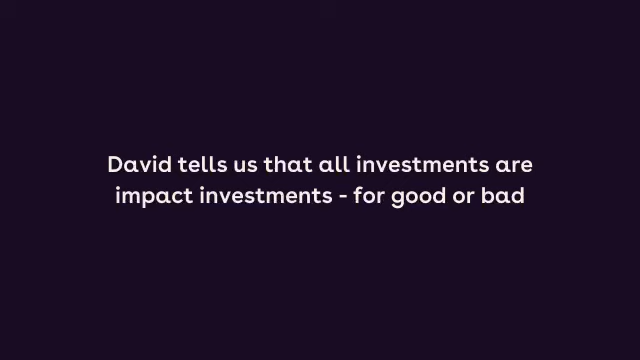 David tells us that all investments are
impact investments - for good or bad